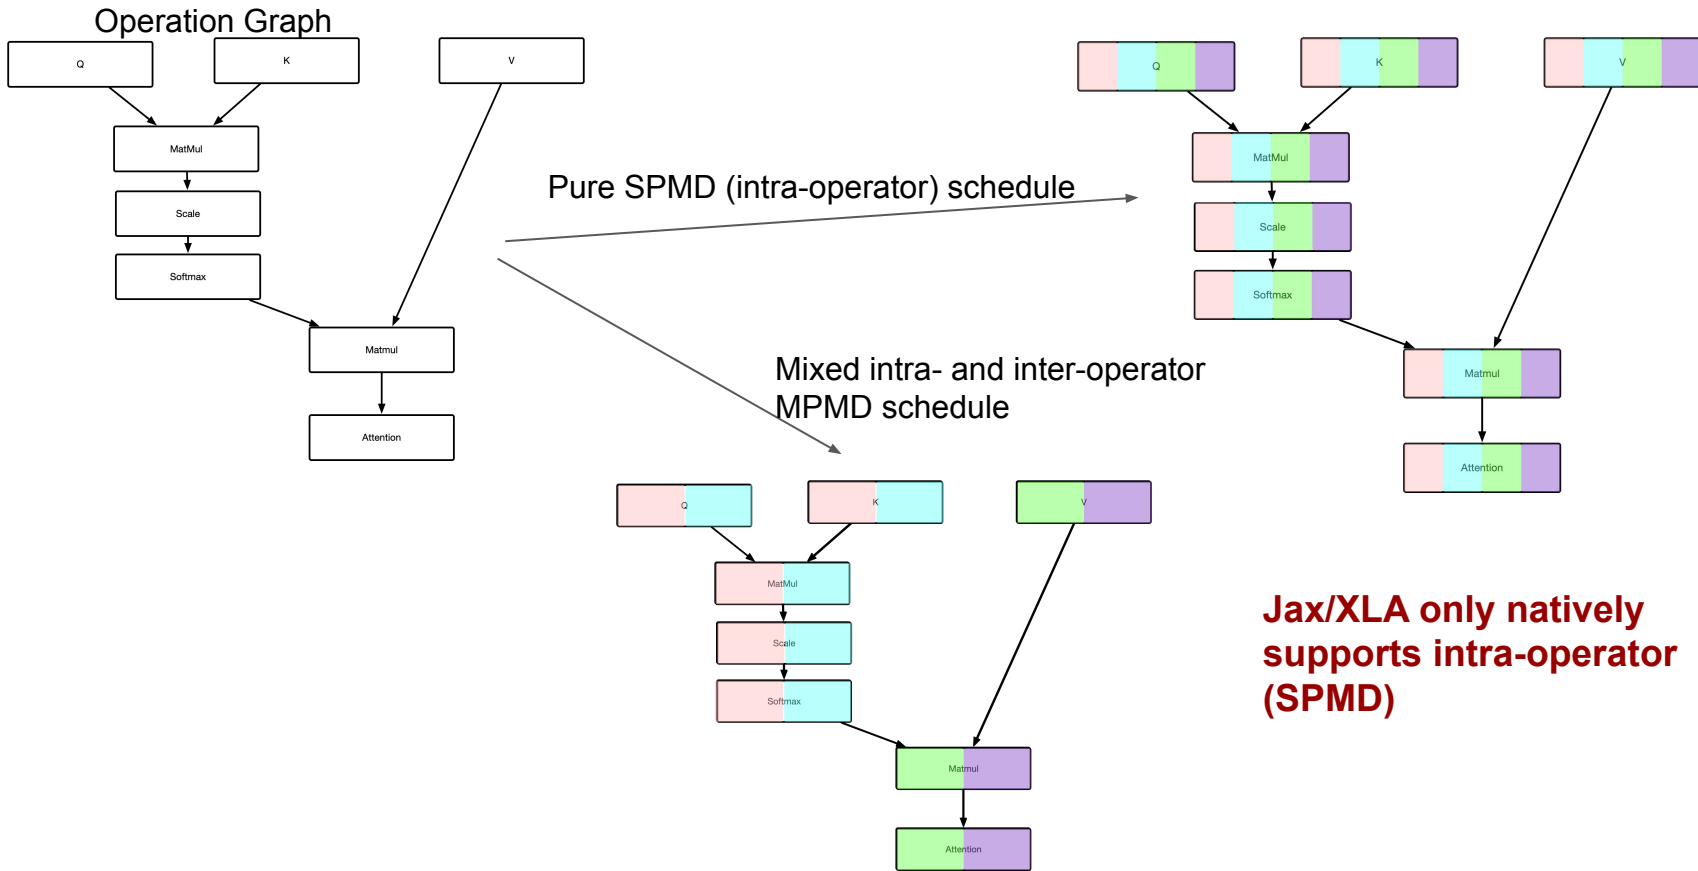 Operation Graph
Q
K
V
MatMul
Scale
Softmax
Matmul
Attention
Pure SPMD (intra-operator) schedule
Q
K
V
MatMul
Scale
Softmax
Matmul
Attention
Mixed intra- and inter-operator
MPMD schedule
Q
K
V
MatMul
Scale
Softmax
Matmul
Attention
Jax/XLA only natively
supports intra-operator
(SPMD)